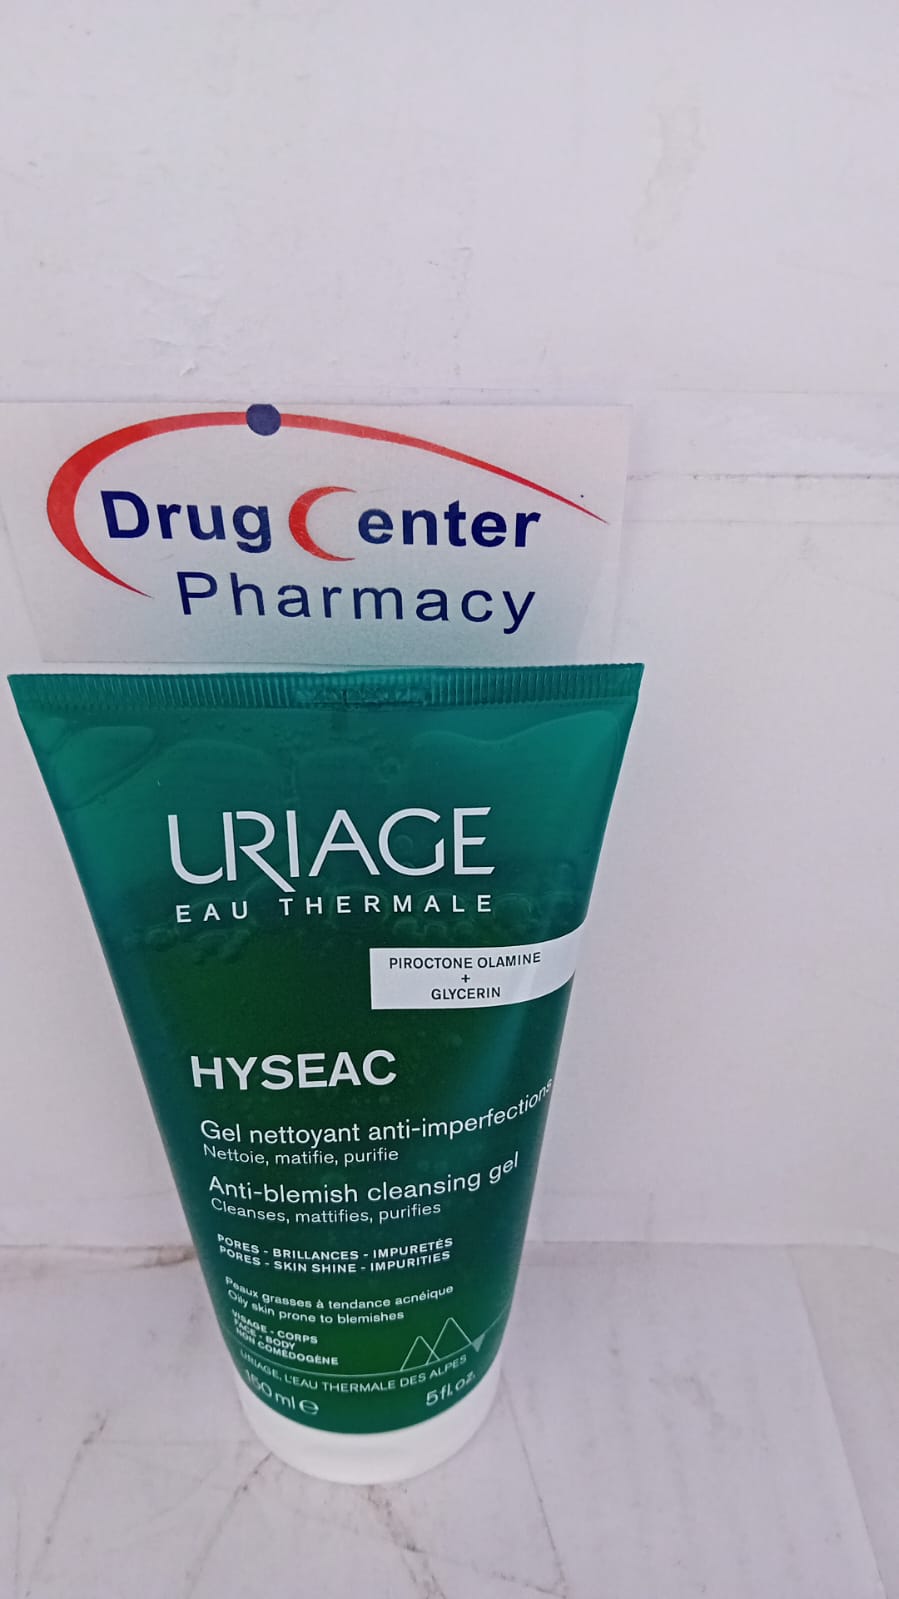 Drug Center
Pharmacy
URIAGE
EAU THERMALE
PIROCTONE OLAMINE
+
GLYCERIN
HYSEAC
Gel nettoyant anti-imperfections
Nettoie, matifie, purifie
Anti-blemish cleansing gel
Cleanses, mattifies, purifies
PORES - BRILLANCES - IMPURETÉS
PORES - SKIN SHINE - IMPURITIES
Peaux grasses à tendance acnéique
Oily skin prone to blemishes
VISAGE - CORPS
FACE - BODY
NON COMÉDOGÈNE
URIAGE, L'EAU THERMALE DES ALPES
150 ml e 5 fl. oz.